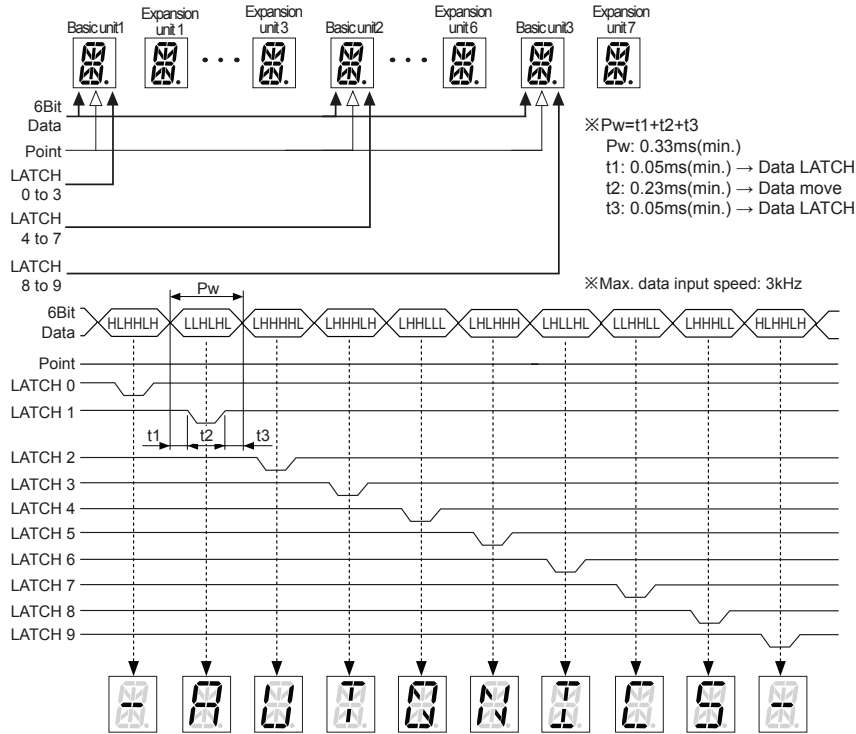 Basic unit1 Expansion unit 1 Expansion unit 3 Basic unit2 Expansion unit 6 Basic unit3 Expansion unit 7
6Bit
Data
Point
LATCH
0 to 3
LATCH
4 to 7
LATCH
8 to 9
※Pw=t1+t2+t3
Pw: 0.33ms(min.)
t1: 0.05ms(min.) → Data LATCH
t2: 0.23ms(min.) → Data move
t3: 0.05ms(min.) → Data LATCH
※Max. data input speed: 3kHz
Pw
6Bit
Data
HLHHLH LLHLHL LHHHHL LHHHLH LHHLLL LHLHHH LHLLHL LLHHLL LHHHLL HLHHLH
Point
LATCH 0
LATCH 1
t1 t2 t3
LATCH 2
LATCH 3
LATCH 4
LATCH 5
LATCH 6
LATCH 7
LATCH 8
LATCH 9
- A U T O N I C S -